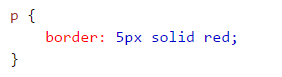 p {
    border: 5px solid red;
}